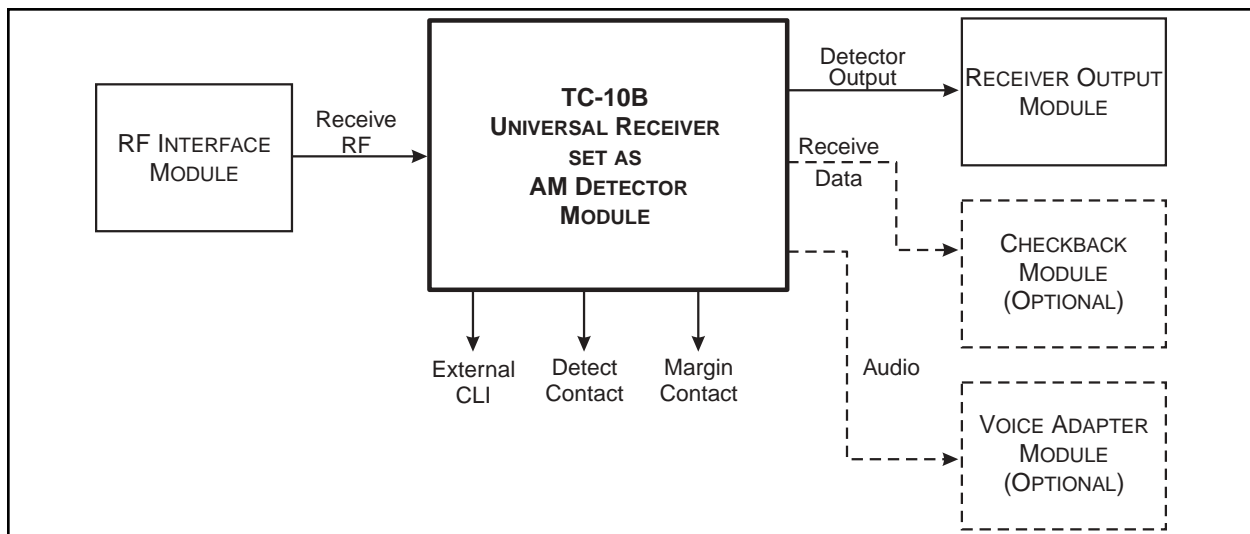 RF INTERFACE
MODULE
Receive
RF
TC-10B
UNIVERSAL RECEIVER
SET AS
AM DETECTOR
MODULE
Detector
Output
RECEIVER OUTPUT
MODULE
Receive
Data
CHECKBACK
MODULE
(OPTIONAL)
Audio
VOICE ADAPTER
MODULE
(OPTIONAL)
External
CLI
Detect
Contact
Margin
Contact